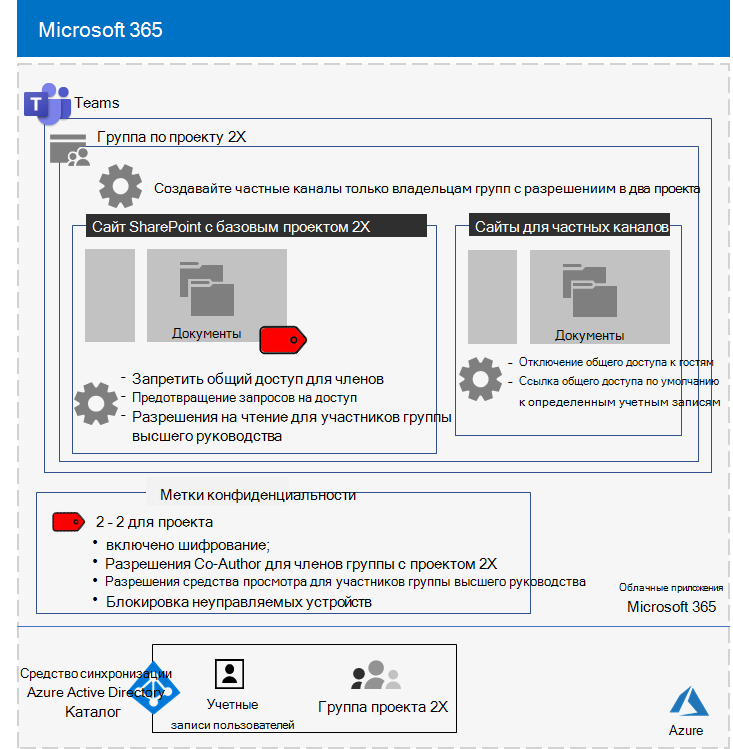 Microsoft 365
T
Teams
Группа по проекту 2X
Создавайте частные каналы только владельцам групп с разрешениим в два проекта
Сайт SharePoint с базовым проектом 2X
Сайты для частных каналов
Документы
Документы
- Запретить общий доступ для членов
- Предотвращение запросов на доступ
- Разрешения на чтение для участников группы
высшего руководства
- Отключение общего доступа к гостям
- Ссылка общего доступа по умолчанию
к определенным учетным записям
Метки конфиденциальности
2 - 2 для проекта
• включено шифрование;
• Разрешения Co-Author для членов группы с проектом 2X
• Разрешения средства просмотра для участников группы высшего руководства
• Блокировка неуправляемых устройств
Облачные приложения
Microsoft 365
Средство синхронизации
Azure Active Directory
Каталог
Учетные
записи пользователей
Группа проекта 2X
Azure